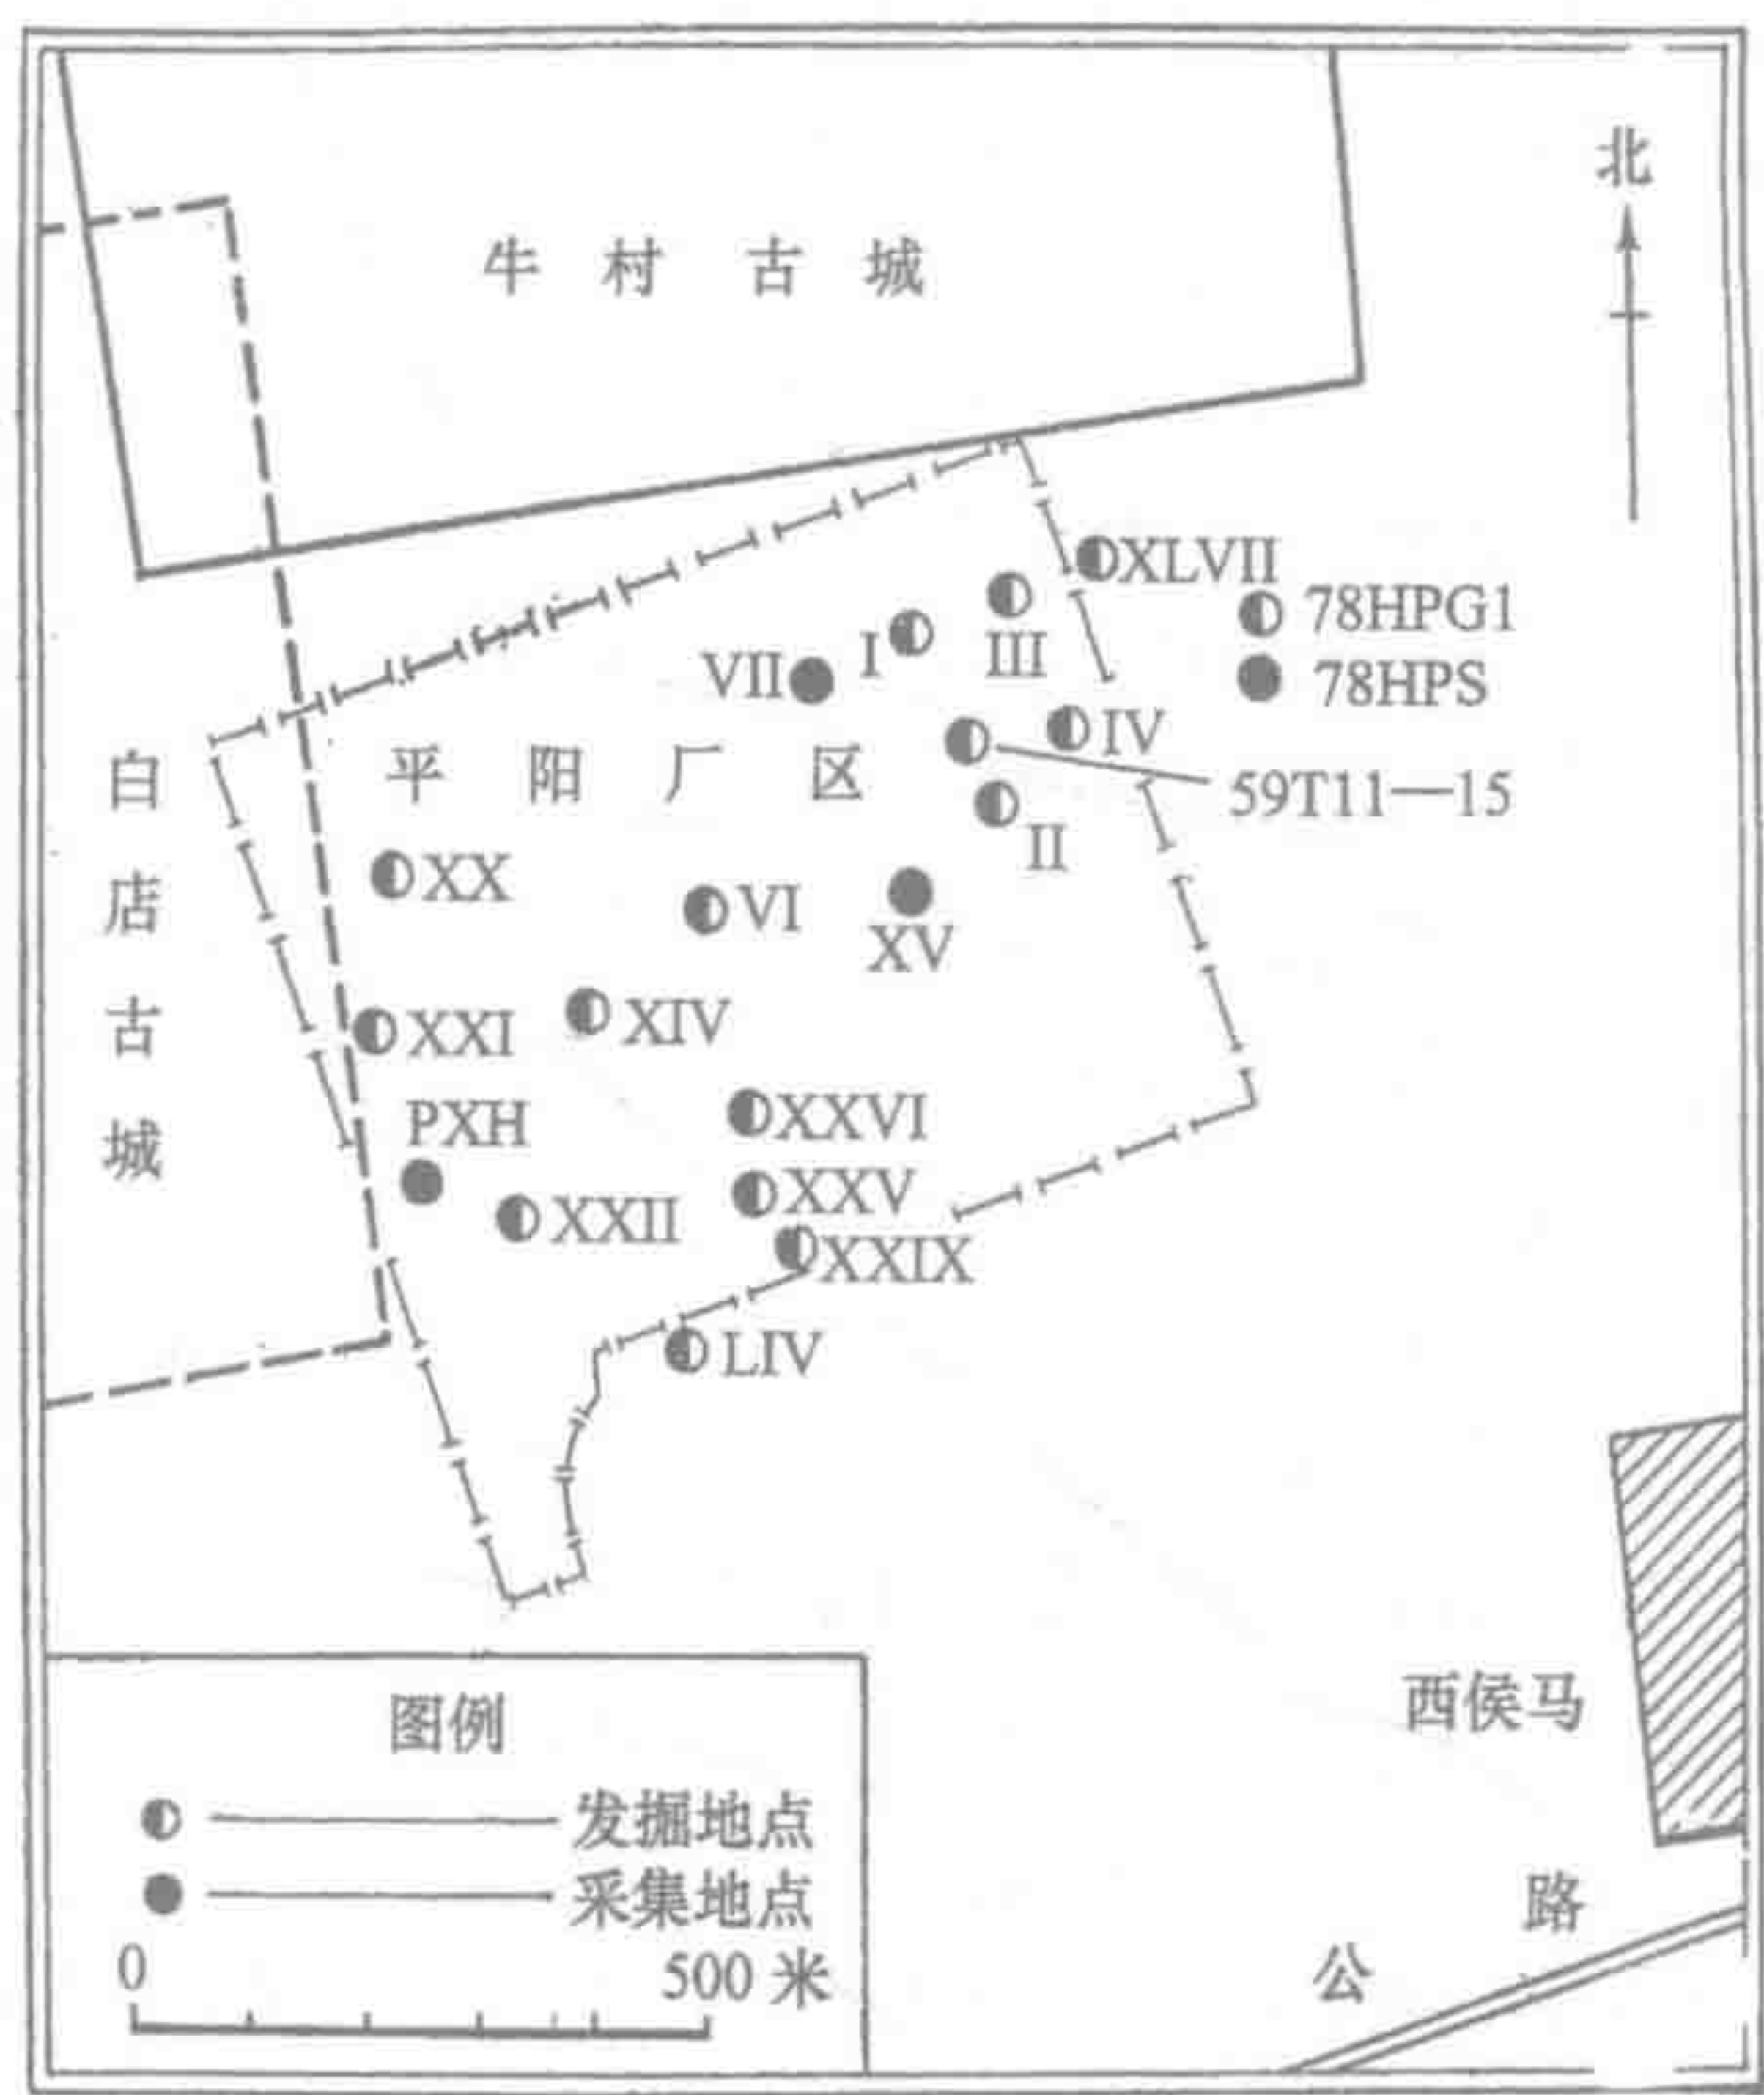 北
牛村古城
XLVII
78HPG1
I
III
VII
78HPS
IV
平阳厂区
59T11—15
II
白店古城
XX
VI
XV
XXI
XIV
PXH
XXVI
XXV
XXII
XXIX
LIV
西侯马
公路
图例
发掘地点
采集地点
0 500 米